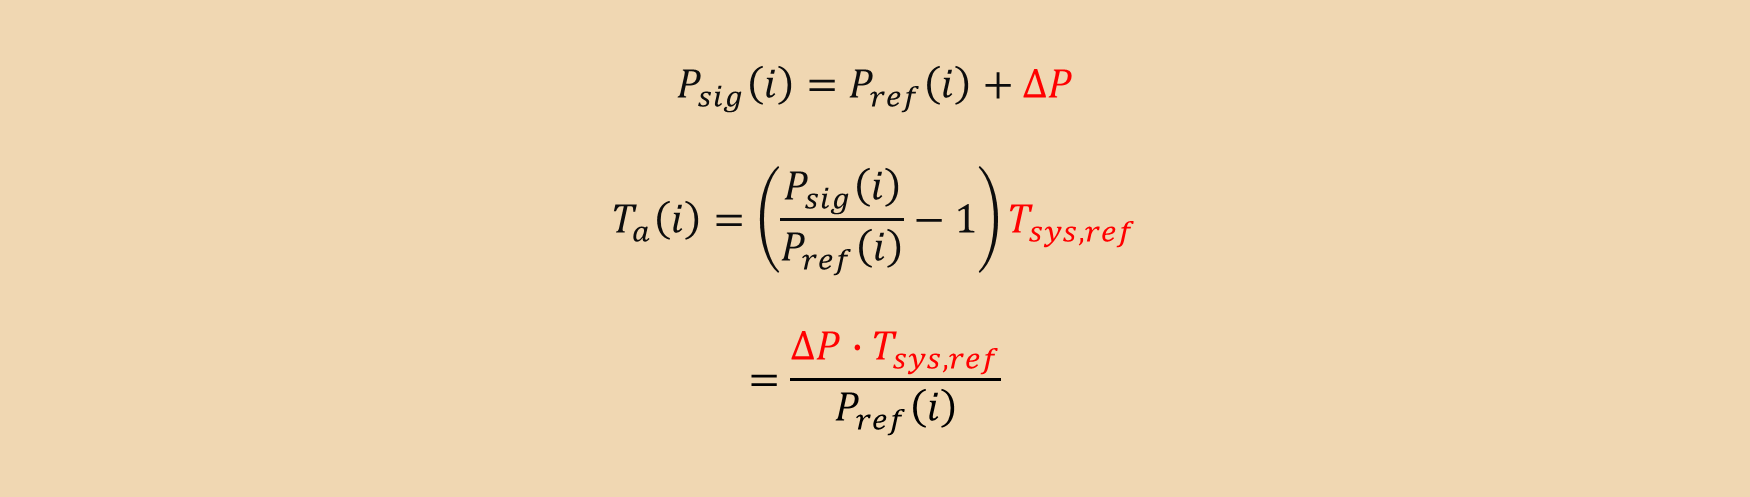 P_sig(i) = P_ref(i) + ΔP
T_a(i) = (P_sig(i) / P_ref(i) − 1) T_sys,ref
= ΔP · T_sys,ref / P_ref(i)